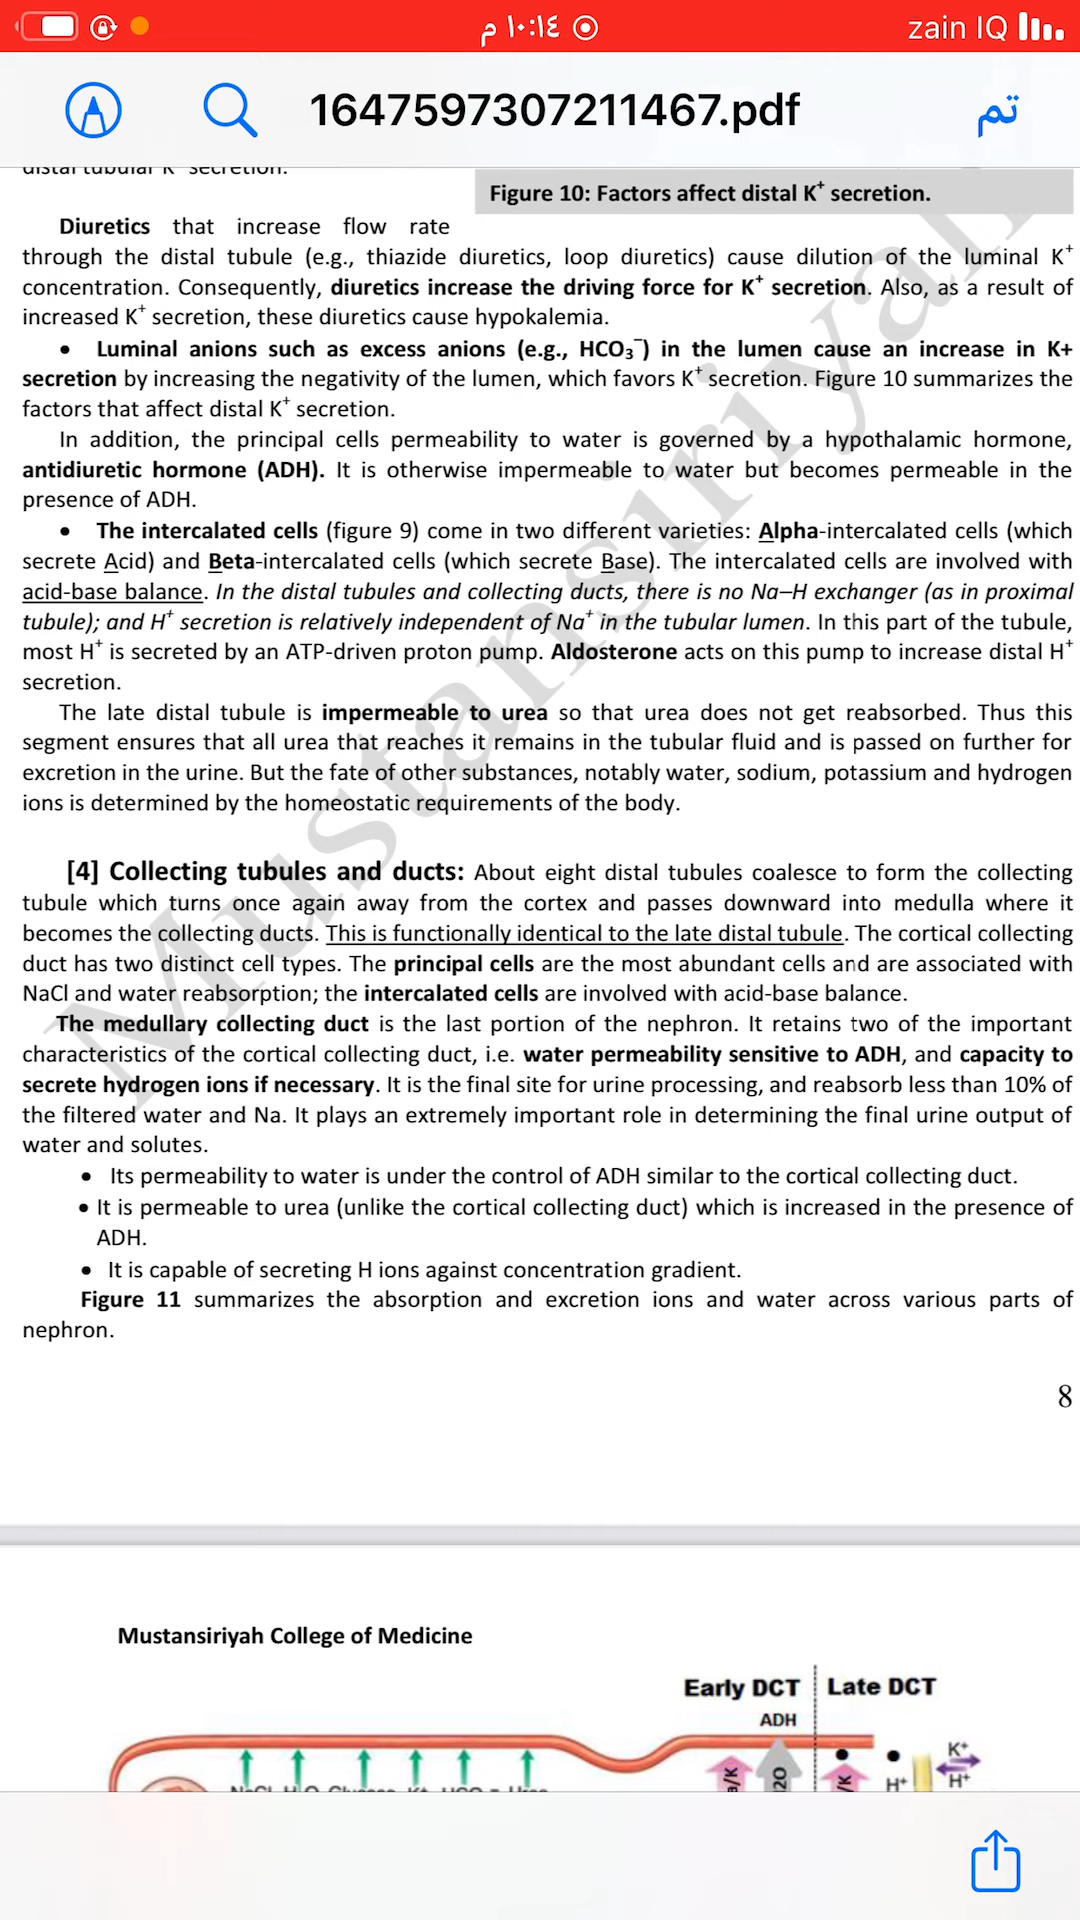 ١٠:١٤ م
zain IQ
1647597307211467.pdf
تم
distal tubular K⁺ secretion.
Figure 10: Factors affect distal K⁺ secretion.
Diuretics that increase flow rate
through the distal tubule (e.g., thiazide diuretics, loop diuretics) cause dilution of the luminal K⁺
concentration. Consequently, diuretics increase the driving force for K⁺ secretion. Also, as a result of
increased K⁺ secretion, these diuretics cause hypokalemia.
• Luminal anions such as excess anions (e.g., HCO₃⁻) in the lumen cause an increase in K+
secretion by increasing the negativity of the lumen, which favors K⁺ secretion. Figure 10 summarizes the
factors that affect distal K⁺ secretion.
In addition, the principal cells permeability to water is governed by a hypothalamic hormone,
antidiuretic hormone (ADH). It is otherwise impermeable to water but becomes permeable in the
presence of ADH.
• The intercalated cells (figure 9) come in two different varieties: Alpha-intercalated cells (which
secrete Acid) and Beta-intercalated cells (which secrete Base). The intercalated cells are involved with
acid-base balance. In the distal tubules and collecting ducts, there is no Na–H exchanger (as in proximal
tubule); and H⁺ secretion is relatively independent of Na⁺ in the tubular lumen. In this part of the tubule,
most H⁺ is secreted by an ATP-driven proton pump. Aldosterone acts on this pump to increase distal H⁺
secretion.
The late distal tubule is impermeable to urea so that urea does not get reabsorbed. Thus this
segment ensures that all urea that reaches it remains in the tubular fluid and is passed on further for
excretion in the urine. But the fate of other substances, notably water, sodium, potassium and hydrogen
ions is determined by the homeostatic requirements of the body.
[4] Collecting tubules and ducts: About eight distal tubules coalesce to form the collecting
tubule which turns once again away from the cortex and passes downward into medulla where it
becomes the collecting ducts. This is functionally identical to the late distal tubule. The cortical collecting
duct has two distinct cell types. The principal cells are the most abundant cells and are associated with
NaCl and water reabsorption; the intercalated cells are involved with acid-base balance.
The medullary collecting duct is the last portion of the nephron. It retains two of the important
characteristics of the cortical collecting duct, i.e. water permeability sensitive to ADH, and capacity to
secrete hydrogen ions if necessary. It is the final site for urine processing, and reabsorb less than 10% of
the filtered water and Na. It plays an extremely important role in determining the final urine output of
water and solutes.
• Its permeability to water is under the control of ADH similar to the cortical collecting duct.
• It is permeable to urea (unlike the cortical collecting duct) which is increased in the presence of
ADH.
• It is capable of secreting H ions against concentration gradient.
Figure 11 summarizes the absorption and excretion ions and water across various parts of
nephron.
8
Mustansiriyah College of Medicine
Early DCT Late DCT
ADH
K⁺
H⁺ H⁺